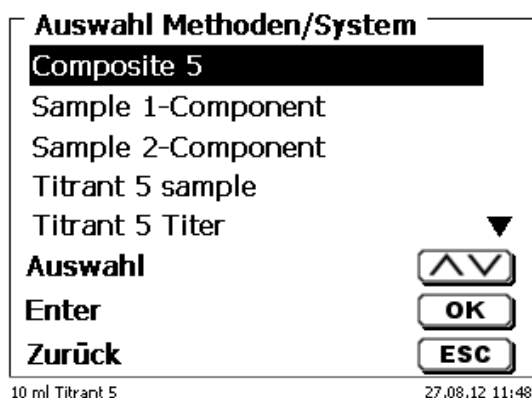 Auswahl Methoden/System
Composite 5
Sample 1-Component
Sample 2-Component
Titrant 5 sample
Titrant 5 Titer
Auswahl
Enter OK
Zurück ESC
10 ml Titrant 5 27.08.12 11:48